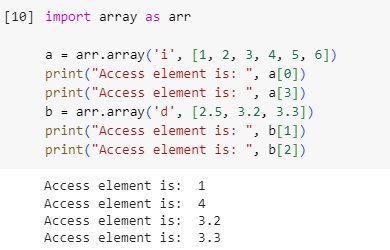 [10] import array as arr
a = arr.array('i', [1, 2, 3, 4, 5, 6])
print("Access element is: ", a[0])
print("Access element is: ", a[3])
b = arr.array('d', [2.5, 3.2, 3.3])
print("Access element is: ", b[1])
print("Access element is: ", b[2])
Access element is:  1
Access element is:  4
Access element is:  3.2
Access element is:  3.3